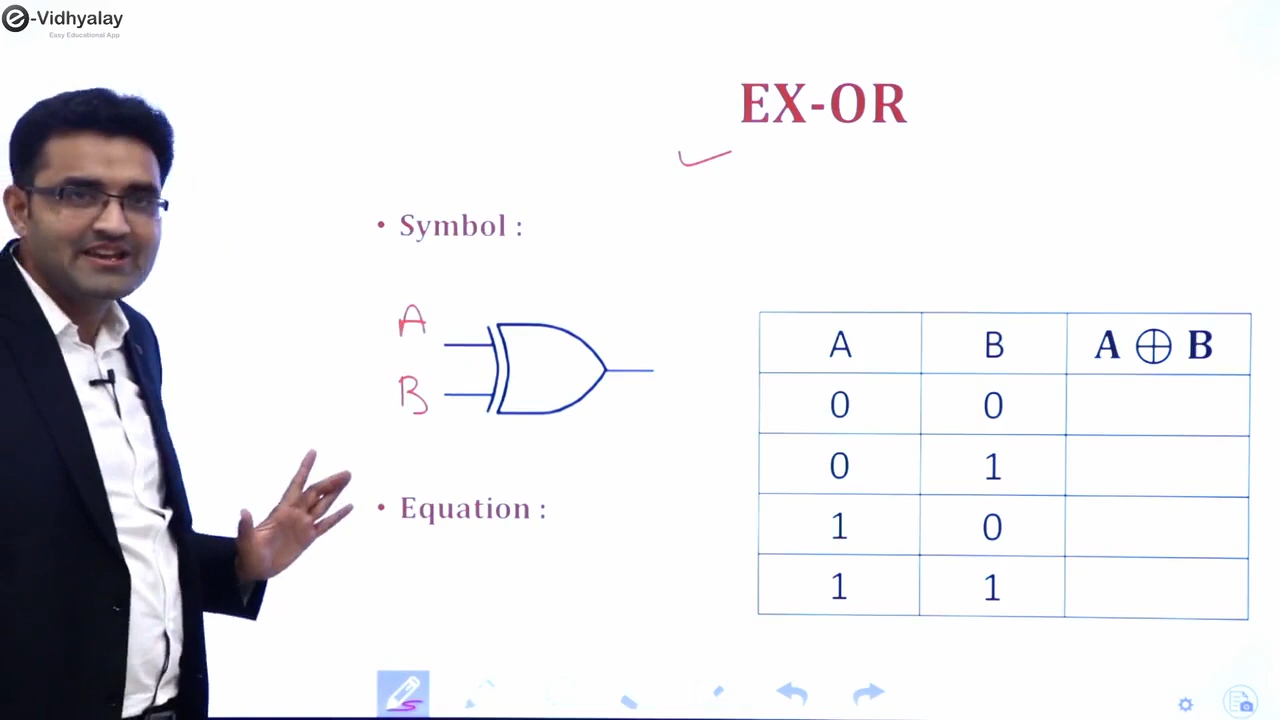 e-Vidhyalay
Easy Educational App
EX-OR
• Symbol :
A
B
• Equation :
A B A ⊕ B
0 0
0 1
1 0
1 1